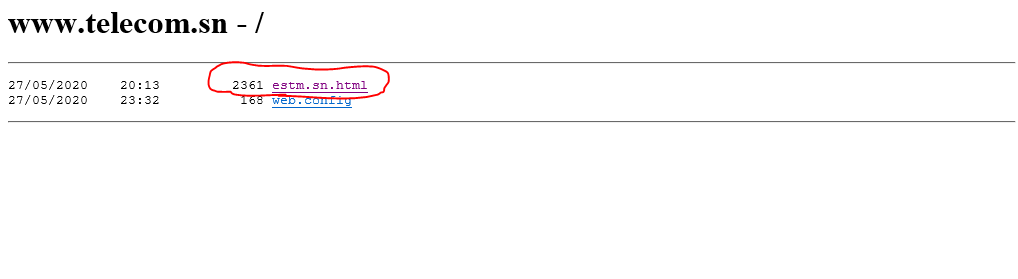 www.telecom.sn - /
27/05/2020 20:13 2361 estm.sn.html
27/05/2020 23:32 168 web.config